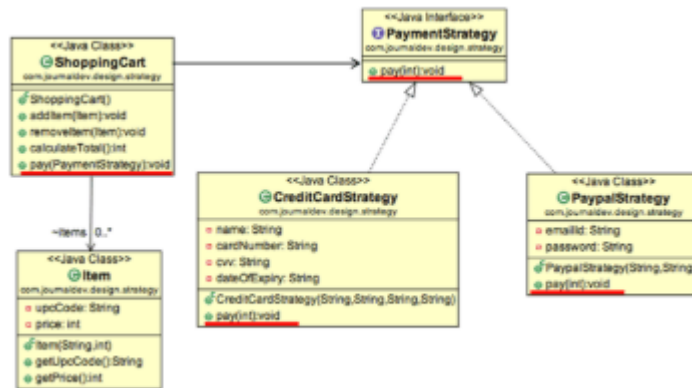 <<Java Class>>
ShoppingCart
com.journaldev.design.strategy
ShoppingCart()
addItem(Item):void
removeItem(Item):void
calculateTotal():int
pay(PaymentStrategy):void
<<Java Interface>>
PaymentStrategy
com.journaldev.design.strategy
pay(int):void
~items 0..*
<<Java Class>>
Item
com.journaldev.design.strategy
upcCode: String
price: int
Item(String,int)
getUpcCode():String
getPrice():int
<<Java Class>>
CreditCardStrategy
com.journaldev.design.strategy
name: String
cardNumber: String
cvv: String
dateOfExpiry: String
CreditCardStrategy(String,String,String,String)
pay(int):void
<<Java Class>>
PaypalStrategy
com.journaldev.design.strategy
emailId: String
password: String
PaypalStrategy(String,String)
pay(int):void